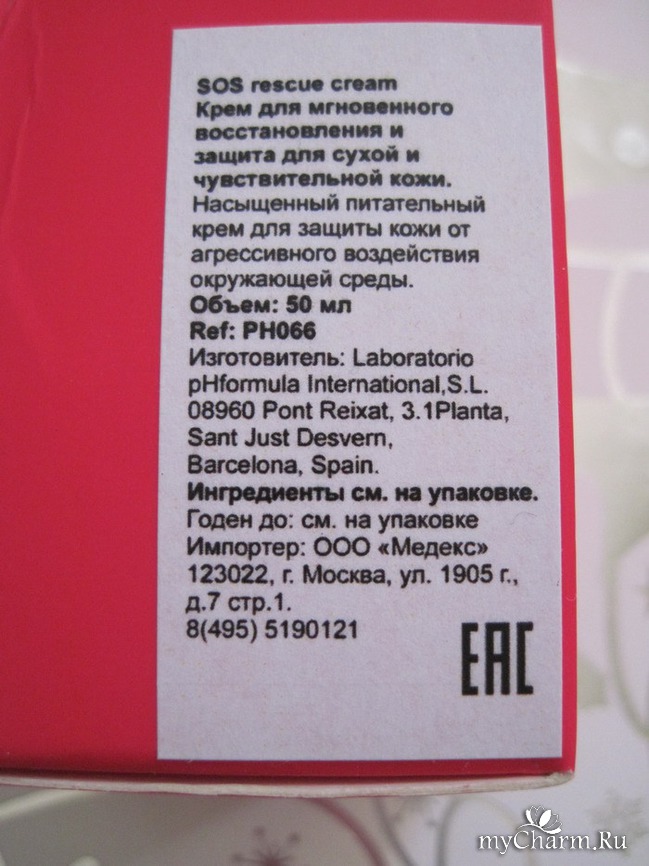 SOS rescue cream
Крем для мгновенного
восстановления и
защита для сухой и
чувствительной кожи.
Насыщенный питательный
крем для защиты кожи от
агрессивного воздействия
окружающей среды.
Объем: 50 мл
Ref: PH066
Изготовитель: Laboratorio
pHformula International,S.L.
08960 Pont Reixat, 3.1Planta,
Sant Just Desvern,
Barcelona, Spain.
Ингредиенты см. на упаковке.
Годен до: см. на упаковке
Импортер: ООО «Медекс»
123022, г. Москва, ул. 1905 г.,
д.7 стр.1.
8(495) 5190121
EAC
myCharm.Ru